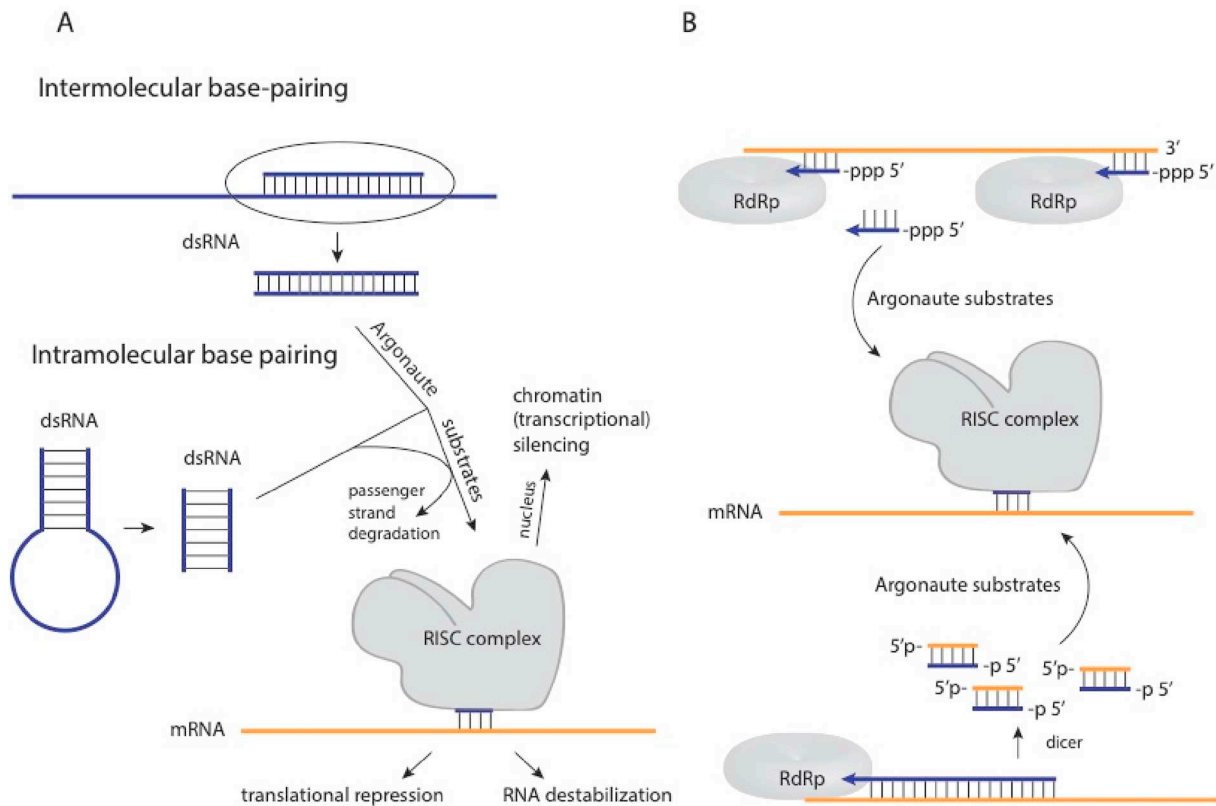 A
Intermolecular base-pairing
dsRNA
Intramolecular base pairing
dsRNA
dsRNA
Argonaute
substrates
passenger
strand
degradation
chromatin
(transcriptional)
silencing
nucleus
RISC complex
mRNA
translational repression
RNA destabilization
B
3′
RdRp
-ppp 5′
RdRp
-ppp 5′
-ppp 5′
Argonaute substrates
RISC complex
mRNA
Argonaute substrates
5′p-
-p 5′
5′p-
-p 5′
5′p-
-p 5′
dicer
RdRp